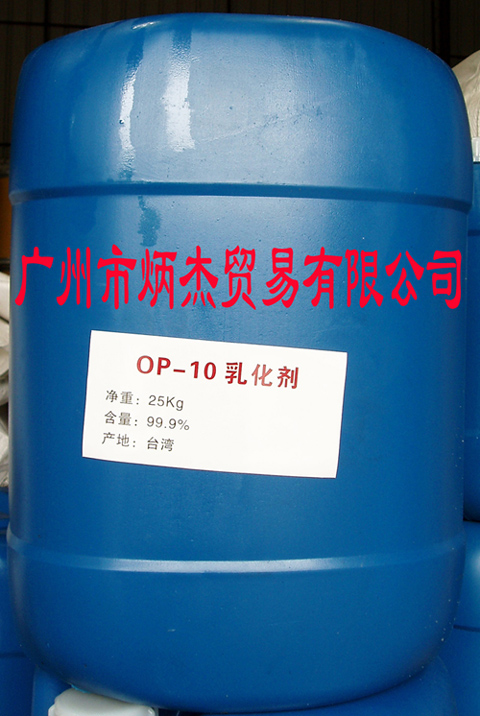 广州市炳杰贸易有限公司
OP-10 乳化剂
净重：25Kg
含量：99.9%
产地：台湾